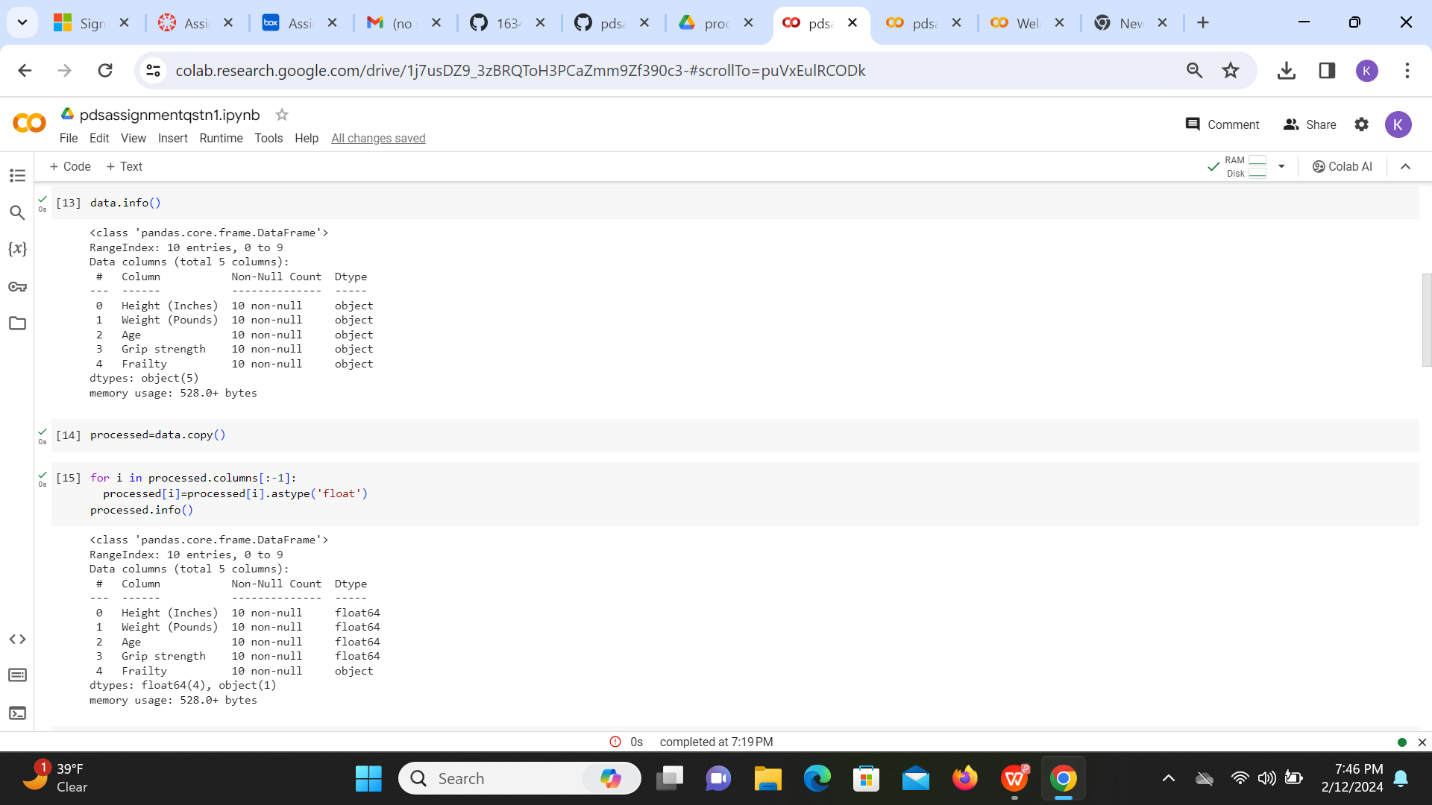 Sign
Assi
Assi
(no s
1634
pdsa
proc
pdsa
pdsa
Wel
New
colab.research.google.com/drive/1j7usDZ9_3zBRQToH3PCaZmm9Zf390c3-#scrollTo=puVxEulRCODk
K
pdsassignmentqstn1.ipynb
File Edit View Insert Runtime Tools Help All changes saved
Comment Share K
+ Code + Text
RAM
Disk
Colab AI
0s [13] data.info()
<class 'pandas.core.frame.DataFrame'>
RangeIndex: 10 entries, 0 to 9
Data columns (total 5 columns):
# Column Non-Null Count Dtype
--- ------ -------------- -----
0 Height (Inches) 10 non-null object
1 Weight (Pounds) 10 non-null object
2 Age 10 non-null object
3 Grip strength 10 non-null object
4 Frailty 10 non-null object
dtypes: object(5)
memory usage: 528.0+ bytes
0s [14] processed=data.copy()
0s [15] for i in processed.columns[:-1]:
processed[i]=processed[i].astype('float')
processed.info()
<class 'pandas.core.frame.DataFrame'>
RangeIndex: 10 entries, 0 to 9
Data columns (total 5 columns):
# Column Non-Null Count Dtype
--- ------ -------------- -----
0 Height (Inches) 10 non-null float64
1 Weight (Pounds) 10 non-null float64
2 Age 10 non-null float64
3 Grip strength 10 non-null float64
4 Frailty 10 non-null object
dtypes: float64(4), object(1)
memory usage: 528.0+ bytes
0s completed at 7:19 PM
1
39°F
Clear
Search
7:46 PM
2/12/2024